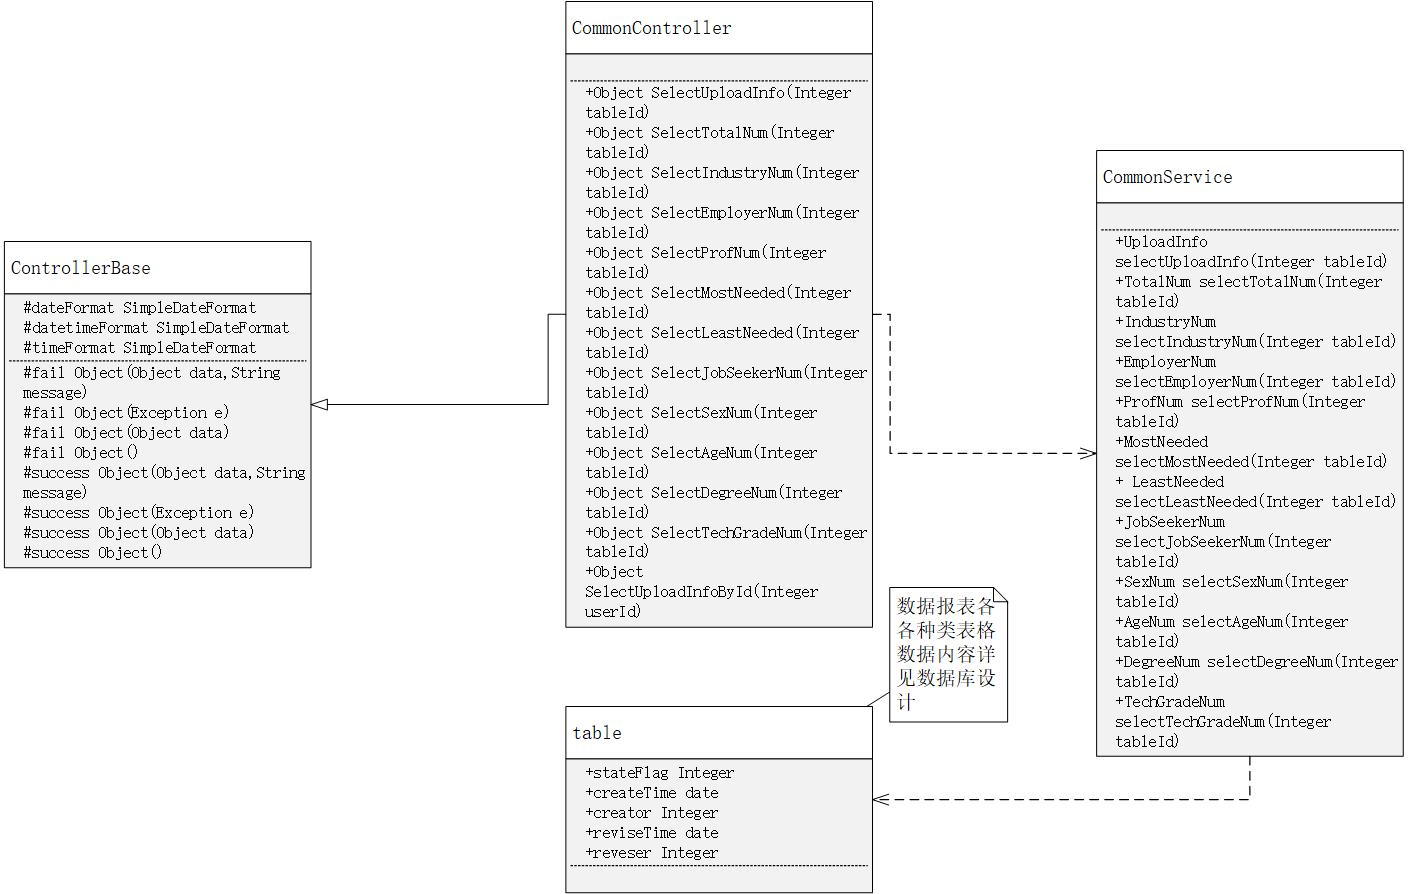 CommonController
+Object SelectUploadInfo(Integer
tableId)
+Object SelectTotalNum(Integer
tableId)
+Object SelectIndustryNum(Integer
tableId)
+Object SelectEmployerNum(Integer
tableId)
+Object SelectProfNum(Integer
tableId)
+Object SelectMostNeeded(Integer
tableId)
+Object SelectLeastNeeded(Integer
tableId)
+Object SelectJobSeekerNum(Integer
tableId)
+Object SelectSexNum(Integer
tableId)
+Object SelectAgeNum(Integer
tableId)
+Object SelectDegreeNum(Integer
tableId)
+Object SelectTechGradeNum(Integer
tableId)
+Object
SelectUploadInfoById(Integer
userId)
CommonService
+UploadInfo
selectUploadInfo(Integer tableId)
+TotalNum selectTotalNum(Integer
tableId)
+IndustryNum
selectIndustryNum(Integer tableId)
+EmployerNum
selectEmployerNum(Integer tableId)
+ProfNum selectProfNum(Integer
tableId)
+MostNeeded
selectMostNeeded(Integer tableId)
+ LeastNeeded
selectLeastNeeded(Integer tableId)
+JobSeekerNum
selectJobSeekerNum(Integer
tableId)
+SexNum selectSexNum(Integer
tableId)
+AgeNum selectAgeNum(Integer
tableId)
+DegreeNum selectDegreeNum(Integer
tableId)
+TechGradeNum
selectTechGradeNum(Integer
tableId)
ControllerBase
#dateFormat SimpleDateFormat
#datetimeFormat SimpleDateFormat
#timeFormat SimpleDateFormat
#fail Object(Object data,String
message)
#fail Object(Exception e)
#fail Object(Object data)
#fail Object()
#success Object(Object data,String
message)
#success Object(Exception e)
#success Object(Object data)
#success Object()
数据报表各
各种类表格
数据内容详
见数据库设
计
table
+stateFlag Integer
+createTime date
+creator Integer
+reviseTime date
+reveser Integer